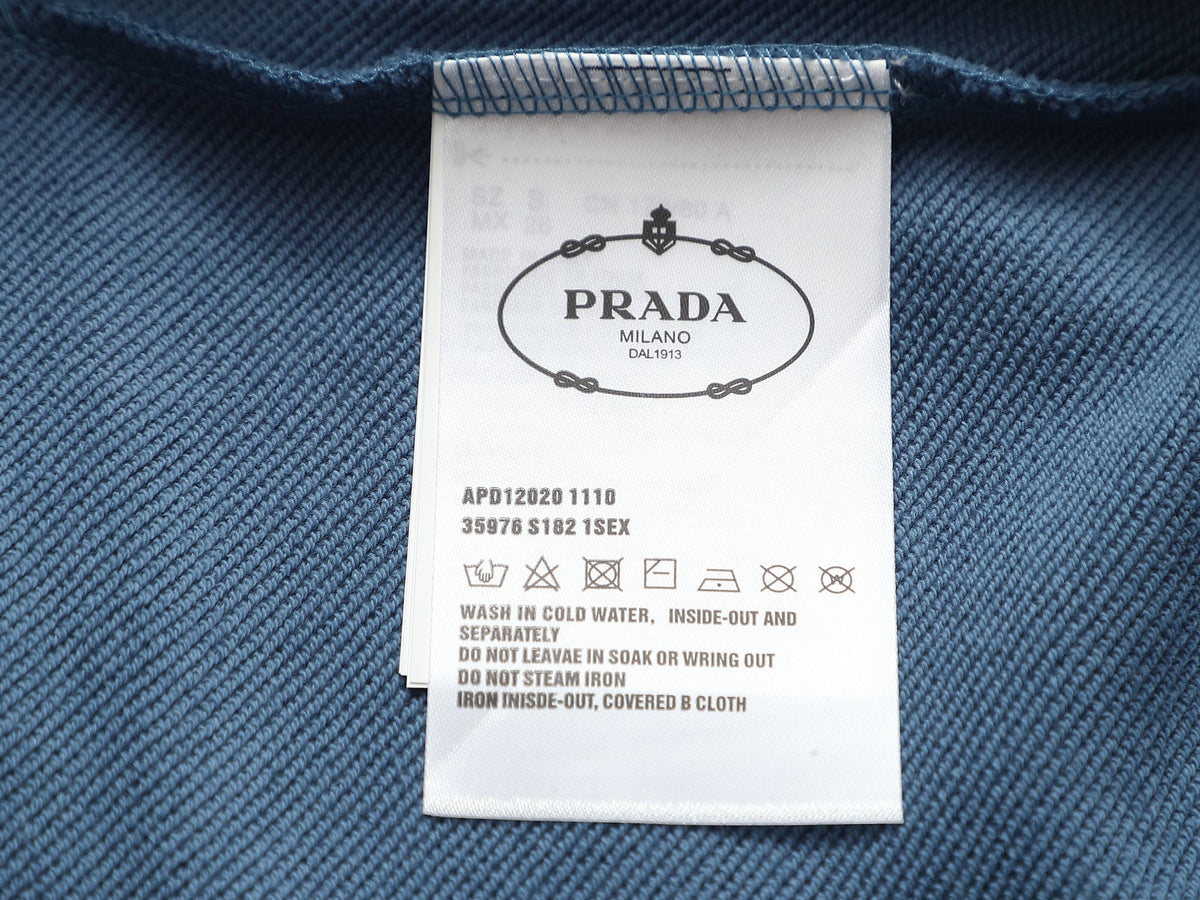 PRADA
MILANO
DAL1913
APD12020 1110
35976 S182 1SEX
WASH IN COLD WATER, INSIDE-OUT AND
SEPARATELY
DO NOT LEAVAE IN SOAK OR WRING OUT
DO NOT STEAM IRON
IRON INISDE-OUT, COVERED B CLOTH